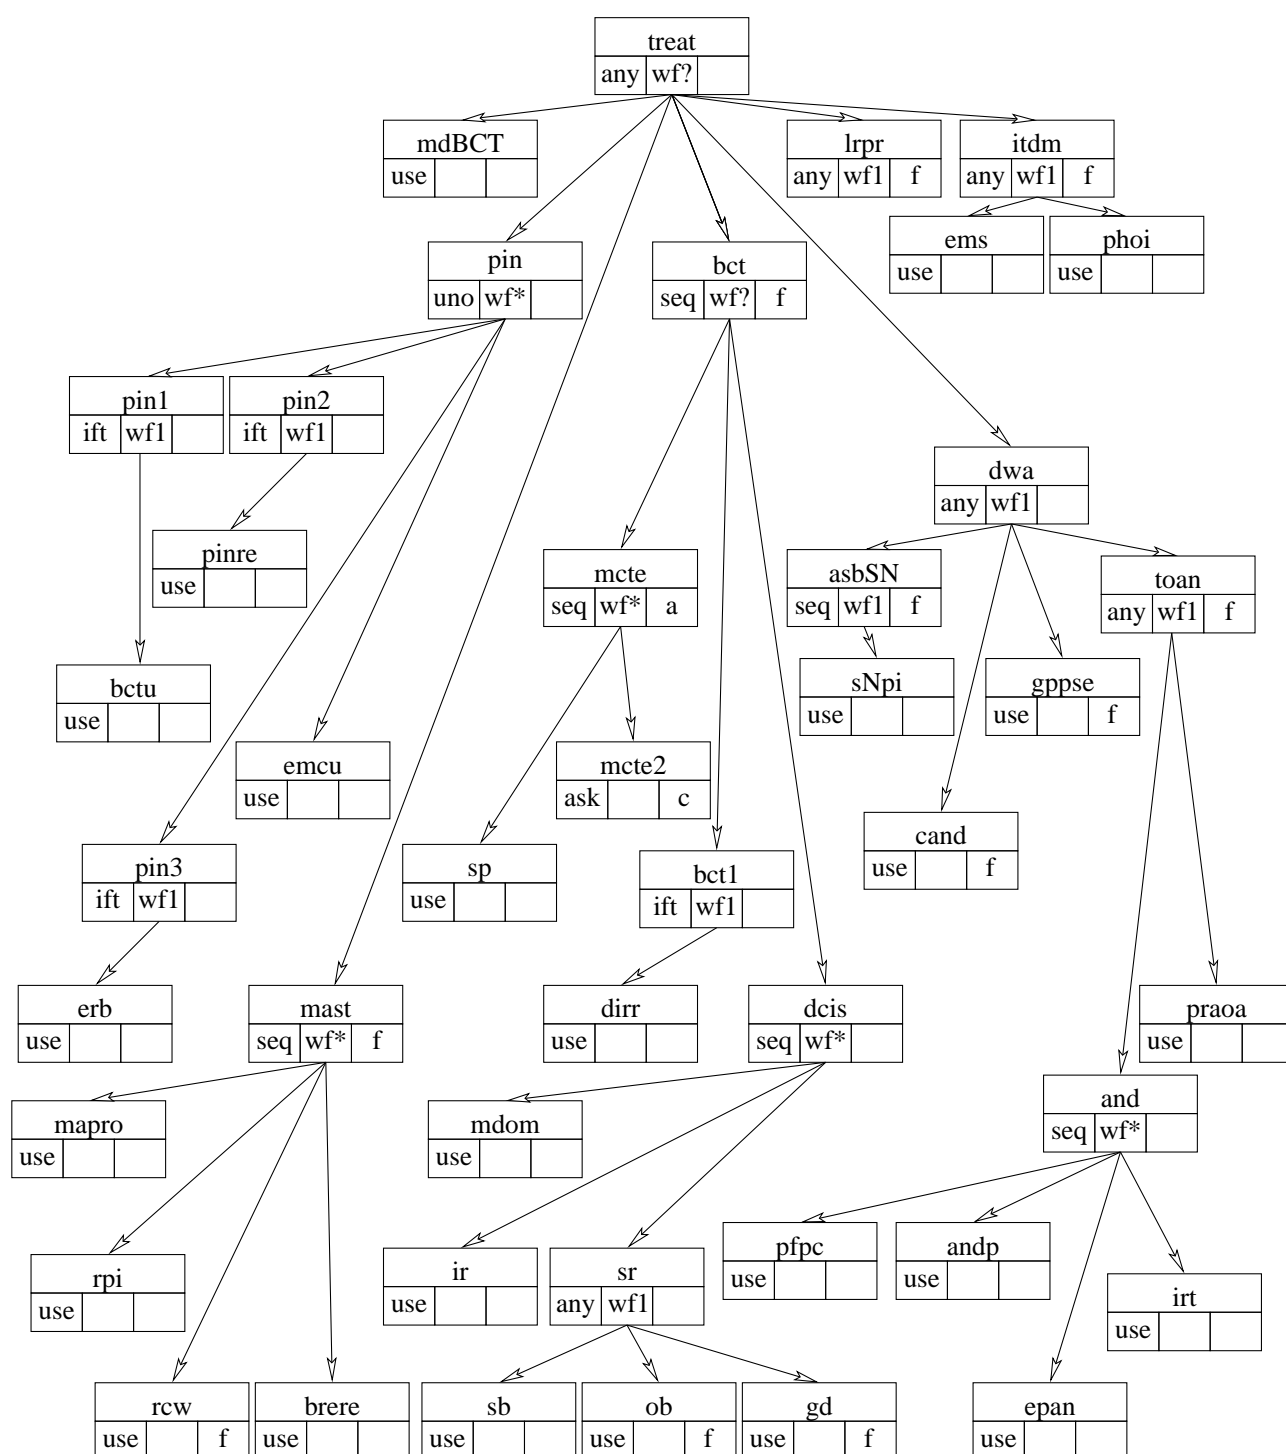 treat
any wf?
mdBCT
use
lrpr
any wf1 f
itdm
any wf1 f
ems
use
phoi
use
pin
uno wf*
bct
seq wf? f
pin1
ift wf1
pin2
ift wf1
dwa
any wf1
pinre
use
mcte
seq wf* a
asbSN
seq wf1 f
toan
any wf1 f
bctu
use
sNpi
use
gppse
use f
emcu
use
mcte2
ask c
cand
use f
pin3
ift wf1
sp
use
bct1
ift wf1
erb
use
mast
seq wf* f
dirr
use
dcis
seq wf*
praoa
use
mapro
use
mdom
use
and
seq wf*
rpi
use
ir
use
sr
any wf1
pfpc
use
andp
use
irt
use
rcw
use f
brere
use
sb
use
ob
use f
gd
use f
epan
use